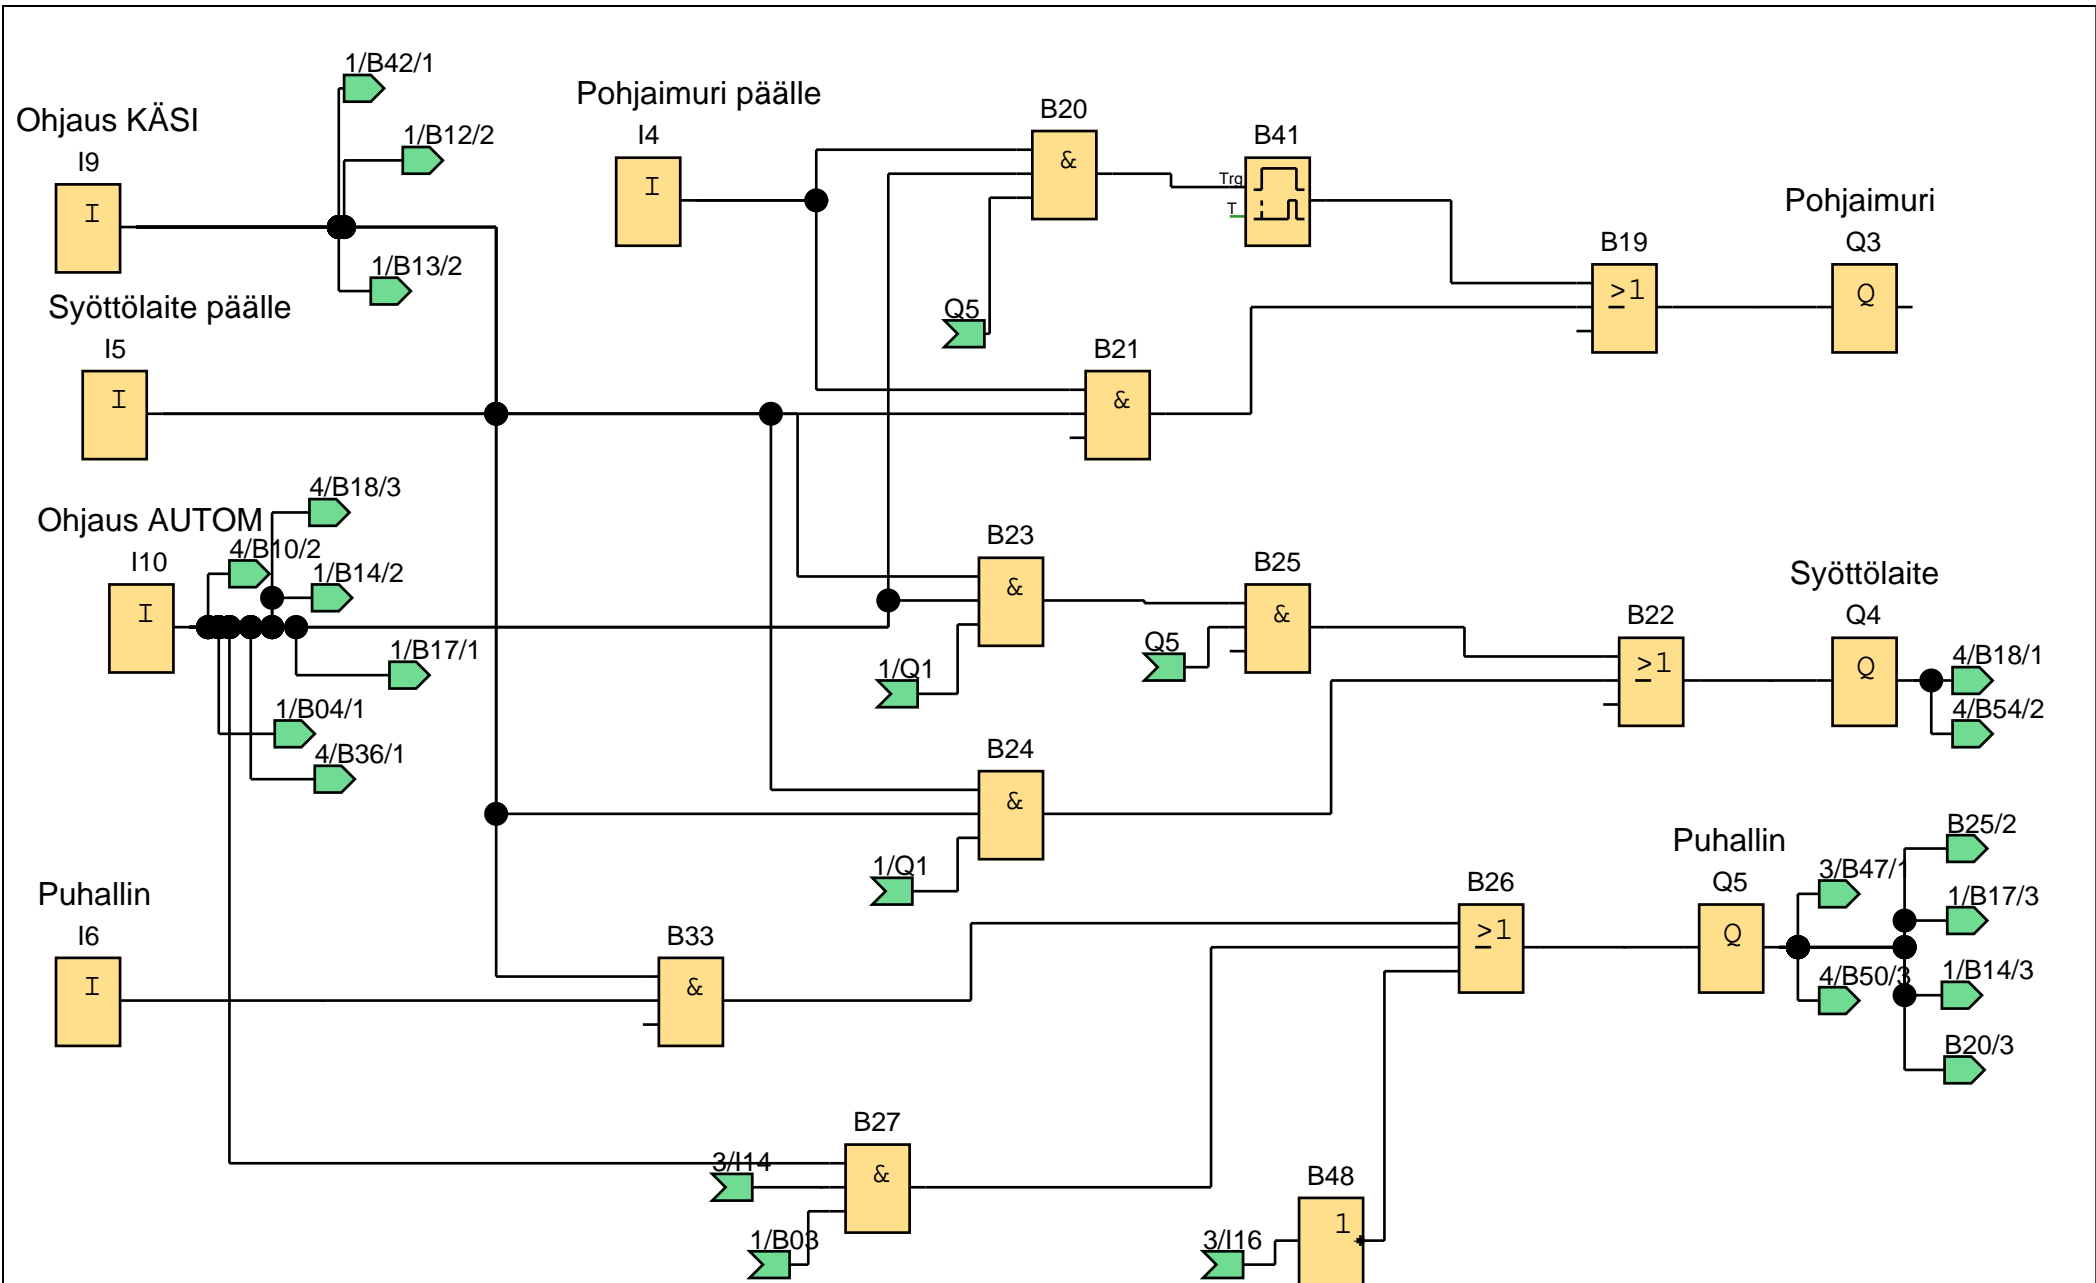 1/B42/1
Ohjaus KÄSI
I9
I
1/B12/2
1/B13/2
Pohjaimuri päälle
I4
I
B20
&
B41
Trg
T
Pohjaimuri
Q3
Q
B19
>1
Q5
Syöttölaite päälle
I5
I
B21
&
4/B18/3
Ohjaus AUTOM
4/B10/2
I10
I
1/B14/2
1/B17/1
1/B04/1
4/B36/1
B23
&
1/Q1
B25
&
Q5
B22
>1
Syöttölaite
Q4
Q
4/B18/1
4/B54/2
B24
&
1/Q1
Puhallin
I6
I
B33
&
B26
>1
Puhallin
Q5
Q
B25/2
3/B47/1
1/B17/3
4/B50/3
1/B14/3
B20/3
B27
&
3/I14
1/B03
B48
1
3/I16